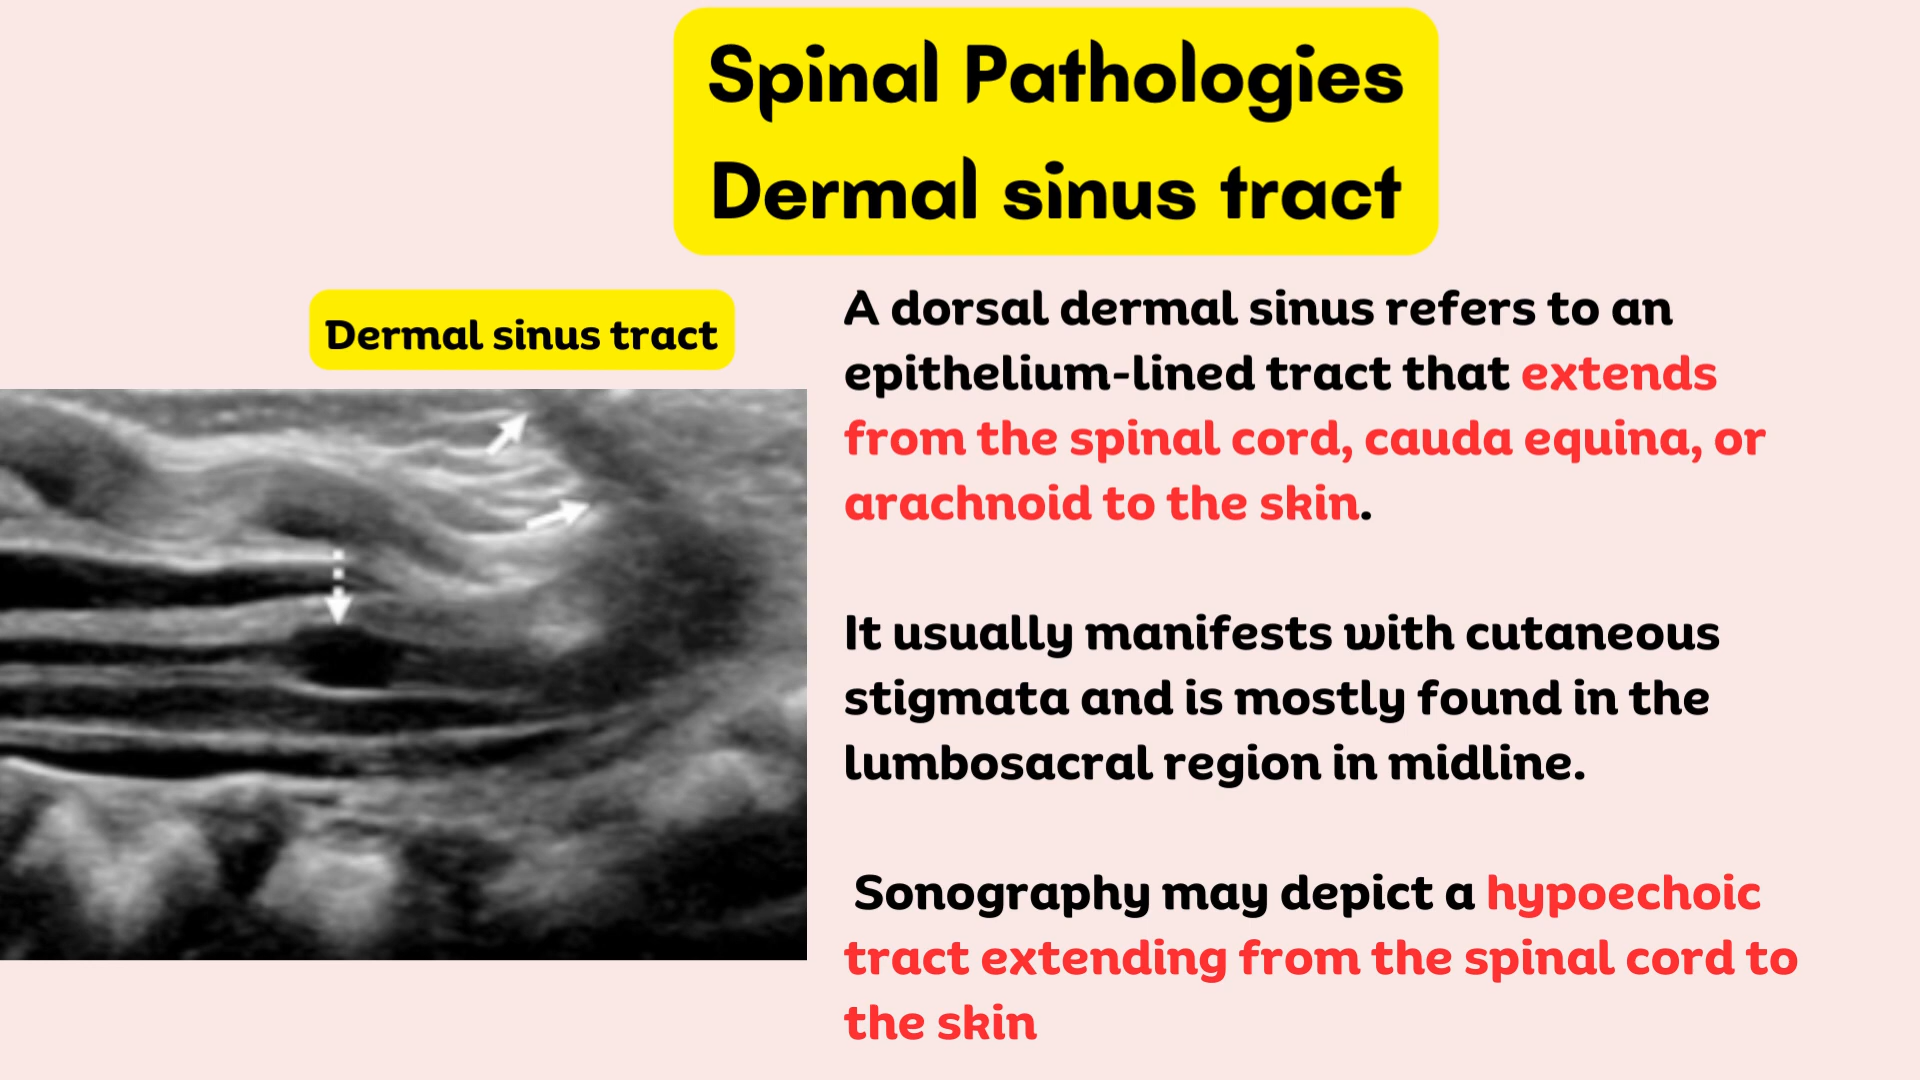 Spinal Pathologies
Dermal sinus tract
Dermal sinus tract
A dorsal dermal sinus refers to an
epithelium-lined tract that extends
from the spinal cord, cauda equina, or
arachnoid to the skin.
It usually manifests with cutaneous
stigmata and is mostly found in the
lumbosacral region in midline.
Sonography may depict a hypoechoic
tract extending from the spinal cord to
the skin